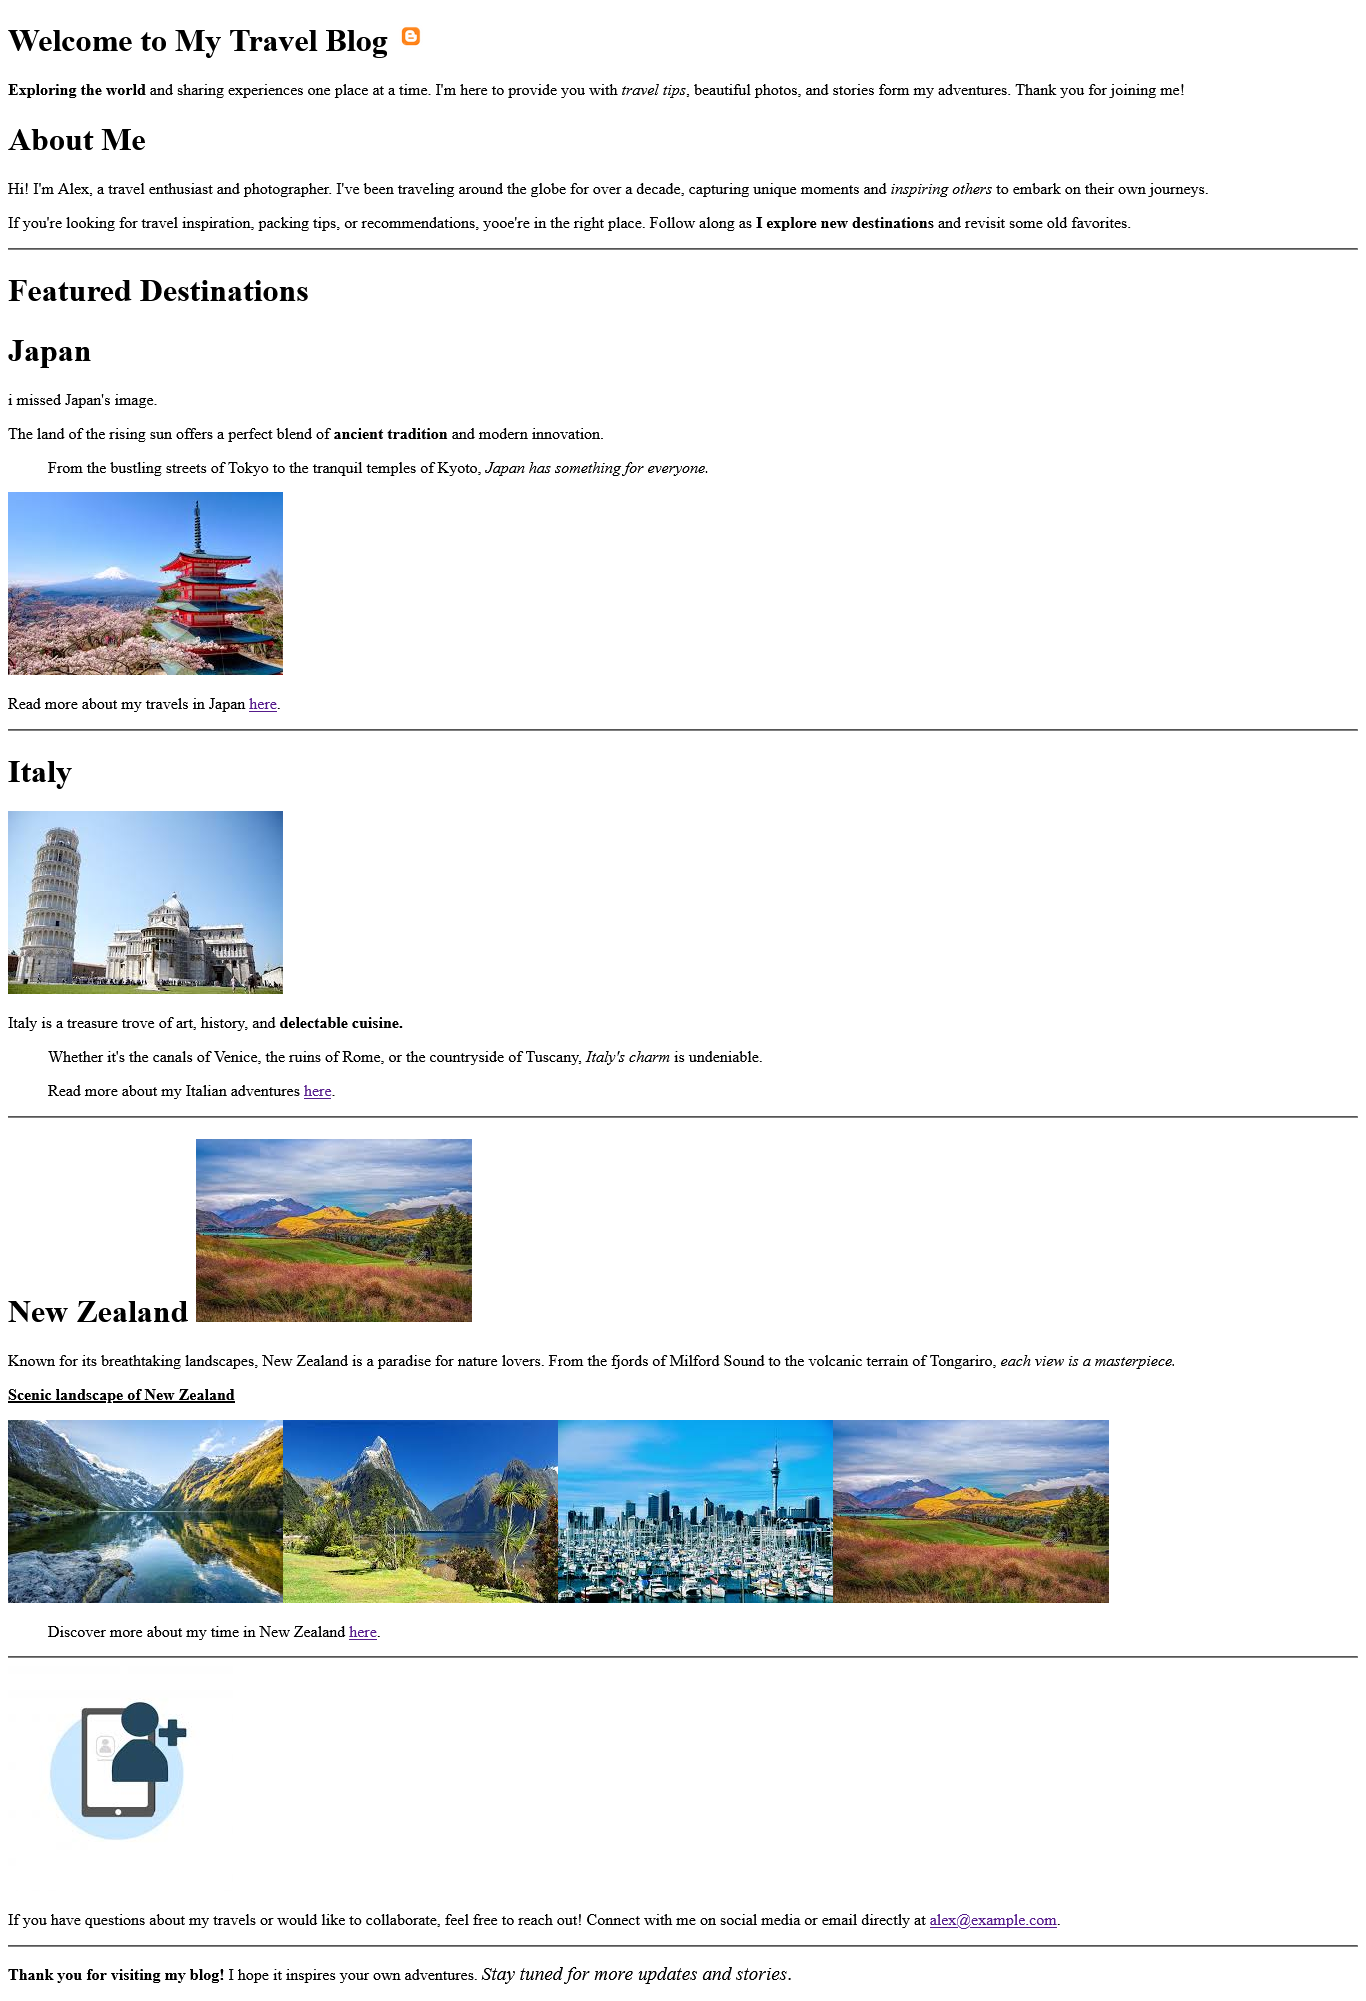 Welcome to My Travel Blog
Exploring the world and sharing experiences one place at a time. I'm here to provide you with travel tips, beautiful photos, and stories form my adventures. Thank you for joining me!
About Me
Hi! I'm Alex, a travel enthusiast and photographer. I've been traveling around the globe for over a decade, capturing unique moments and inspiring others to embark on their own journeys.
If you're looking for travel inspiration, packing tips, or recommendations, yooe're in the right place. Follow along as I explore new destinations and revisit some old favorites.
Featured Destinations
Japan
i missed Japan's image.
The land of the rising sun offers a perfect blend of ancient tradition and modern innovation.
From the bustling streets of Tokyo to the tranquil temples of Kyoto, Japan has something for everyone.
Read more about my travels in Japan here.
Italy
Italy is a treasure trove of art, history, and delectable cuisine.
Whether it's the canals of Venice, the ruins of Rome, or the countryside of Tuscany, Italy's charm is undeniable.
Read more about my Italian adventures here.
New Zealand
Known for its breathtaking landscapes, New Zealand is a paradise for nature lovers. From the fjords of Milford Sound to the volcanic terrain of Tongariro, each view is a masterpiece.
Scenic landscape of New Zealand
Discover more about my time in New Zealand here.
If you have questions about my travels or would like to collaborate, feel free to reach out! Connect with me on social media or email directly at alex@example.com.
Thank you for visiting my blog! I hope it inspires your own adventures. Stay tuned for more updates and stories.